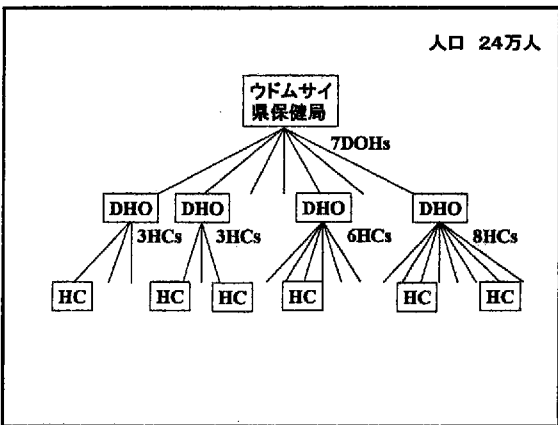 人口 24万人
ウドムサイ
県保健局
7DOHs
DHO DHO DHO DHO
3HCs 3HCs 6HCs 8HCs
HC HC HC HC HC HC